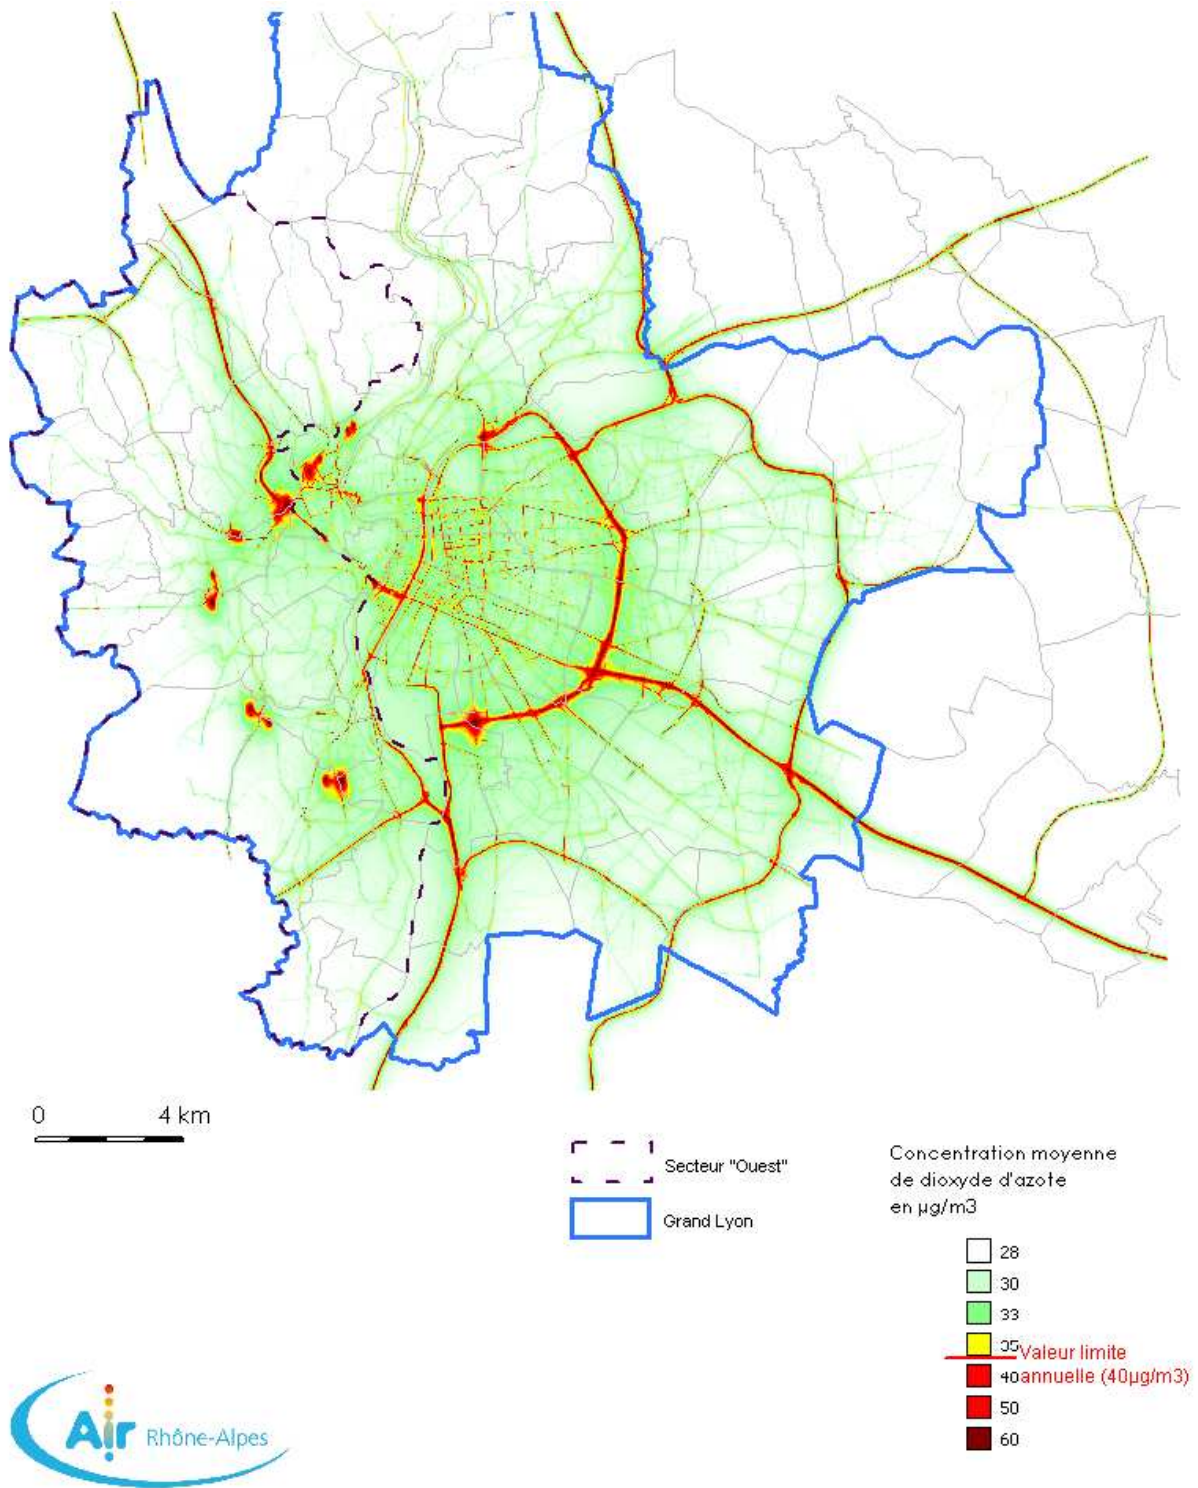 0 4 km
Secteur "Ouest"
Grand Lyon
Concentration moyenne
de dioxyde d'azote
en µg/m3
28
30
33
35
Valeur limite
40 annuelle (40µg/m3)
50
60
Air Rhône-Alpes